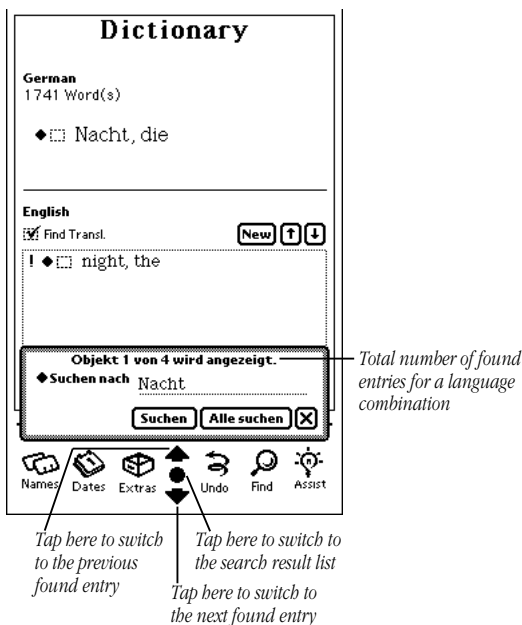 Dictionary
German
1741 Word(s)
Nacht, die
English
Find Transl.
New
! night, the
Objekt 1 von 4 wird angezeigt.
Suchen nach Nacht
Suchen Alle suchen
Total number of found
entries for a language
combination
Names Dates Extras Undo Find Assist
Tap here to switch
to the previous
found entry
Tap here to switch to
the search result list
Tap here to switch to
the next found entry